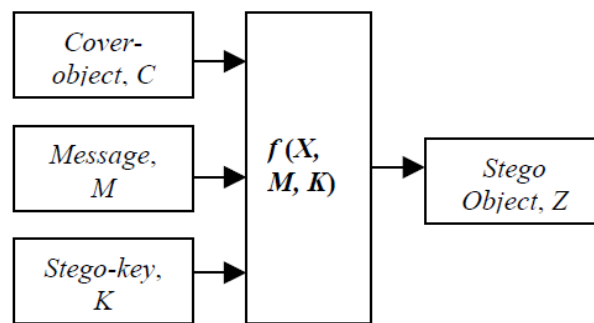 Cover-
object, C
Message,
M
Stego-key,
K
f (X,
M, K)
Stego
Object, Z